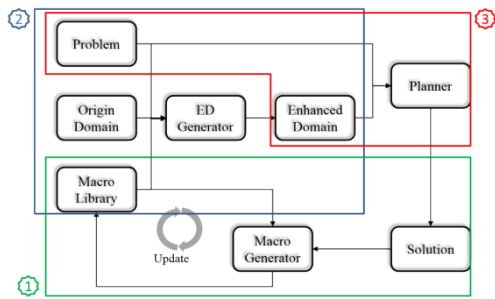 2
3
Problem
Planner
Origin
Domain
ED
Generator
Enhanced
Domain
Macro
Library
Update
Macro
Generator
Solution
1